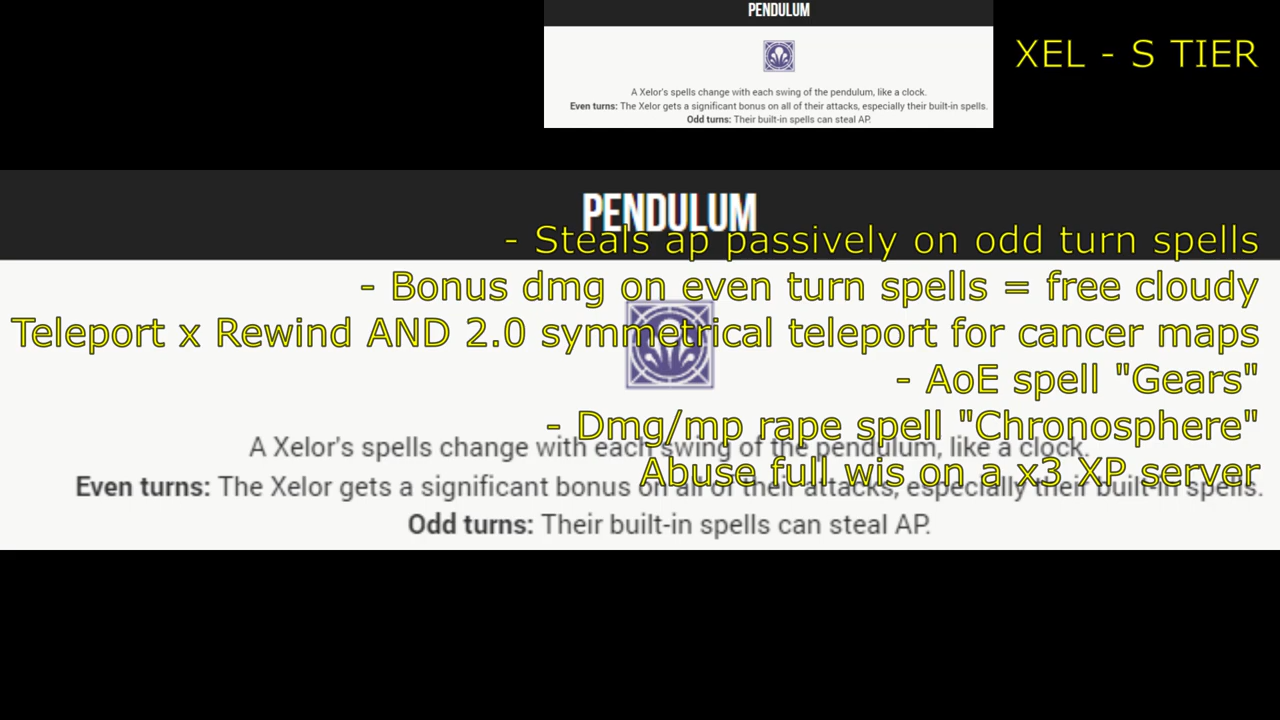 PENDULUM
XEL - S TIER
A Xelor's spells change with each swing of the pendulum, like a clock.
Even turns: The Xelor gets a significant bonus on all of their attacks, especially their built-in spells.
Odd turns: Their built-in spells can steal AP.
PENDULUM
- Steals ap passively on odd turn spells
- Bonus dmg on even turn spells = free cloudy
Teleport x Rewind AND 2.0 symmetrical teleport for cancer maps
- AoE spell "Gears"
- Dmg/mp rape spell "Chronosphere"
A Xelor's spells change with each swing of the pendulum, like a clock.
Abuse full wis on a x3 XP server
Even turns: The Xelor gets a significant bonus on all of their attacks, especially their built-in spells.
Odd turns: Their built-in spells can steal AP.